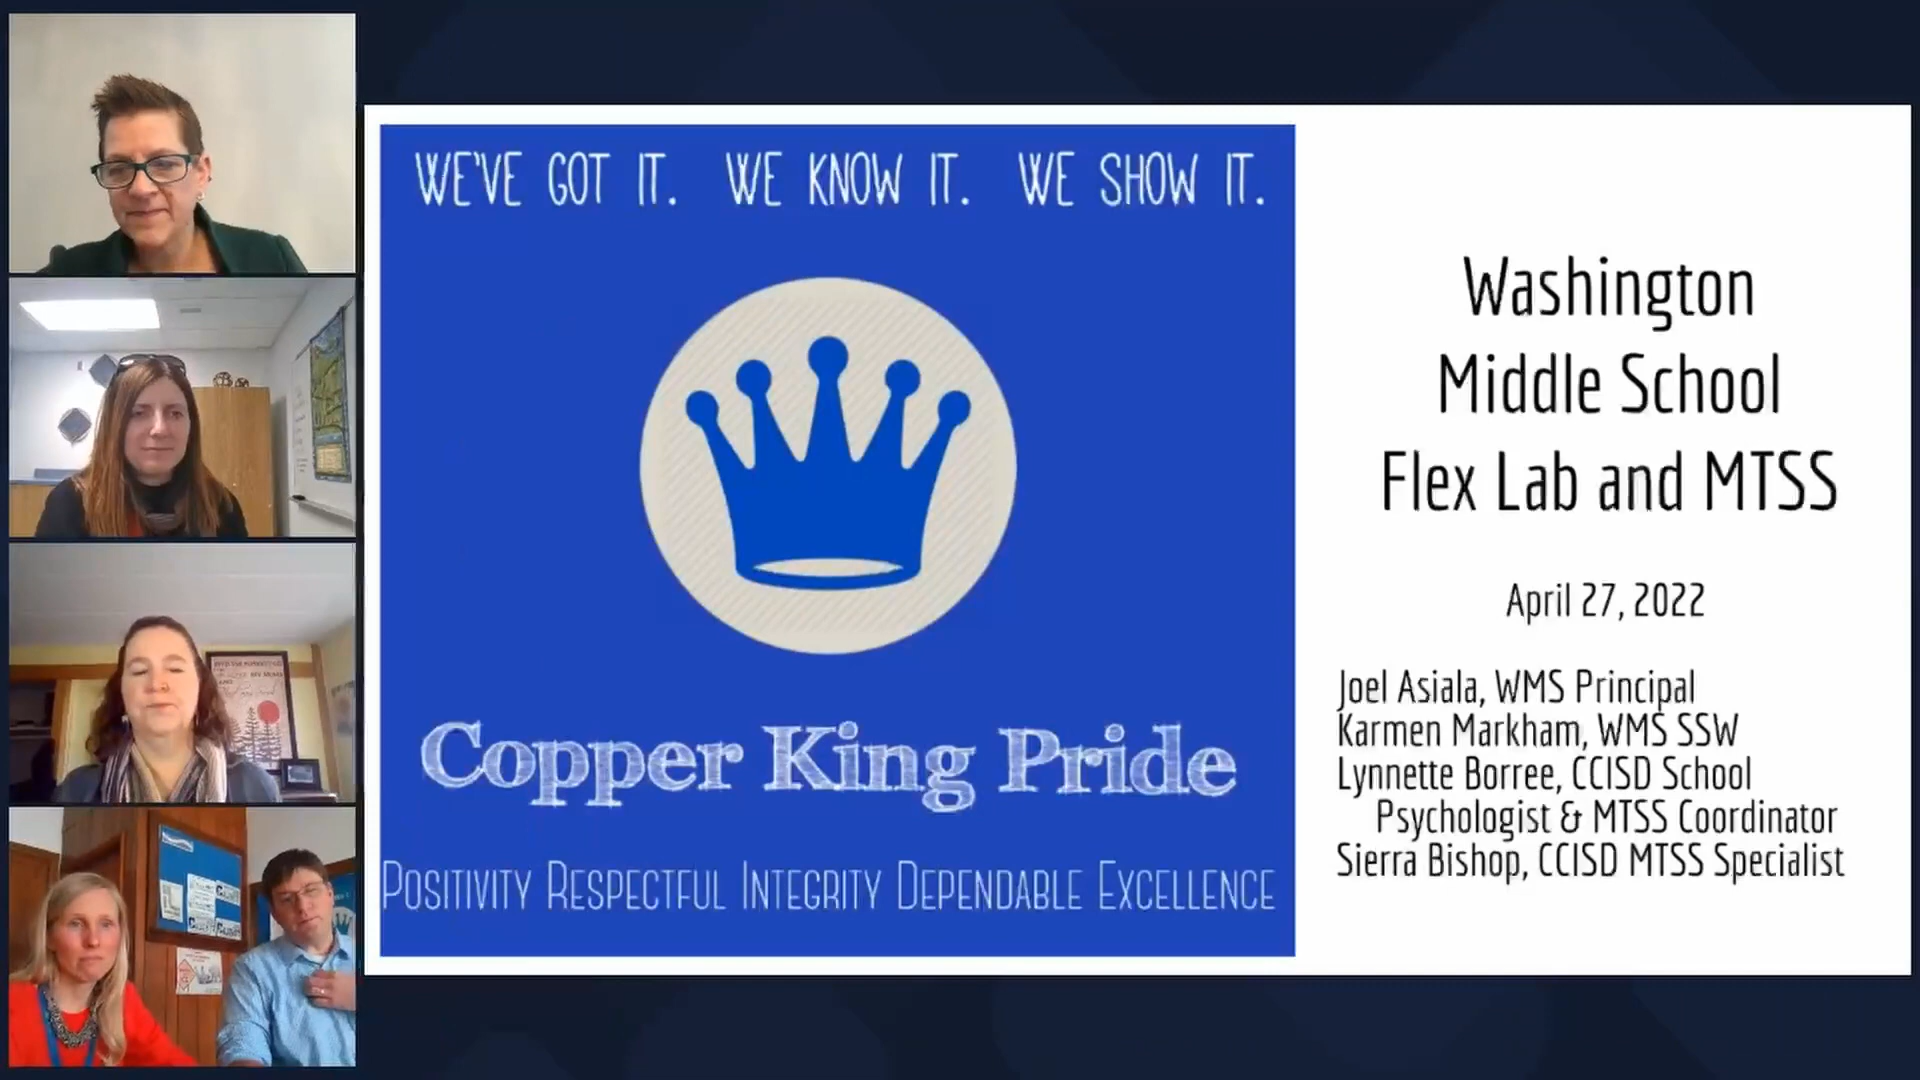 WE'VE GOT IT. WE KNOW IT. WE SHOW IT.
Copper King Pride
POSITIVITY RESPECTFUL INTEGRITY DEPENDABLE EXCELLENCE
Washington
Middle School
Flex Lab and MTSS
April 27, 2022
Joel Asiala, WMS Principal
Karmen Markham, WMS SSW
Lynnette Borree, CCISD School
Psychologist & MTSS Coordinator
Sierra Bishop, CCISD MTSS Specialist